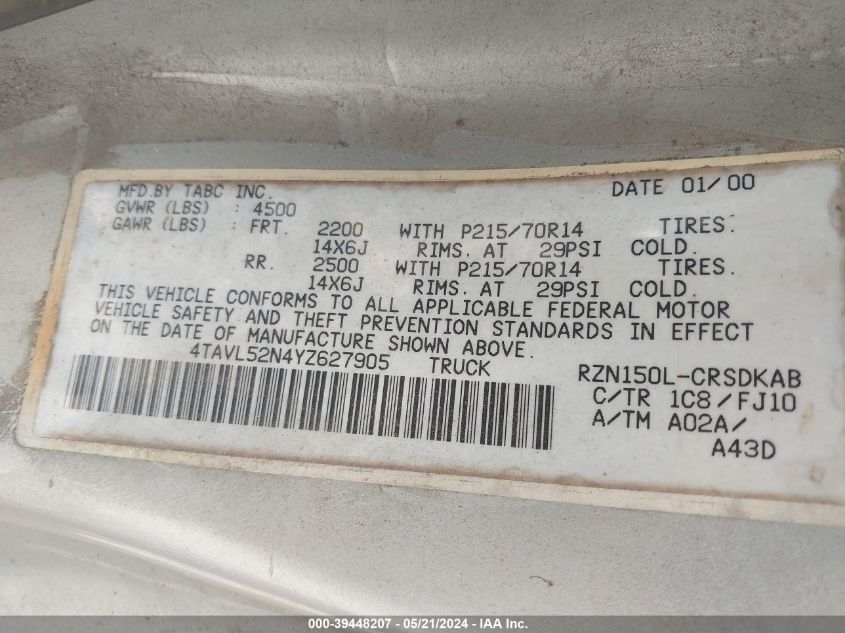 MFD.BY TABC INC. DATE 01/00
GVWR (LBS) : 4500
GAWR (LBS) : FRT. 2200 WITH P215/70R14 TIRES.
14X6J RIMS. AT 29PSI COLD.
RR. 2500 WITH P215/70R14 TIRES.
14X6J RIMS. AT 29PSI COLD.
THIS VEHICLE CONFORMS TO ALL APPLICABLE FEDERAL MOTOR
VEHICLE SAFETY AND THEFT PREVENTION STANDARDS IN EFFECT
ON THE DATE OF MANUFACTURE SHOWN ABOVE.
4TAVL52N4YZ627905 TRUCK RZN150L-CRSDKAB
C/TR 1C8/FJ10
A/TM A02A/
A43D
000-39448207 - 05/21/2024 - IAA Inc.